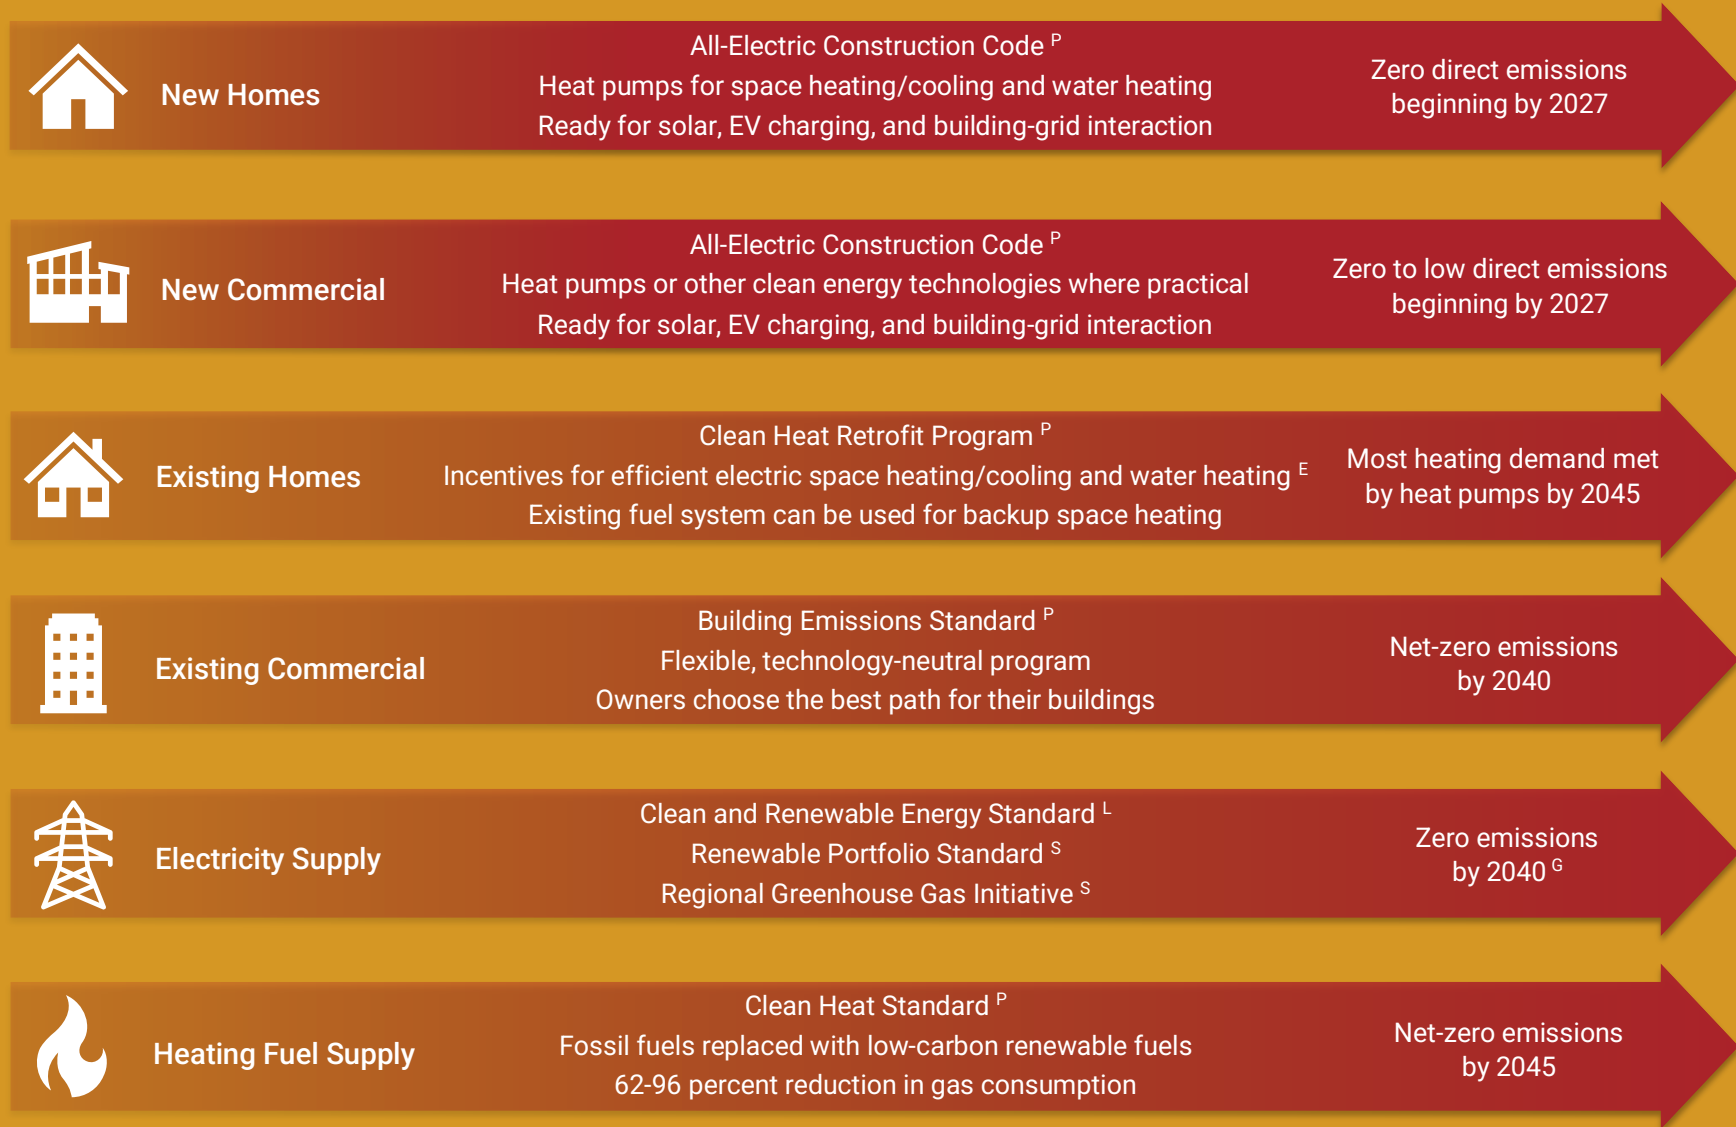 New Homes
All-Electric Construction Code P
Heat pumps for space heating/cooling and water heating
Ready for solar, EV charging, and building-grid interaction
Zero direct emissions
beginning by 2027
New Commercial
All-Electric Construction Code P
Heat pumps or other clean energy technologies where practical
Ready for solar, EV charging, and building-grid interaction
Zero to low direct emissions
beginning by 2027
Existing Homes
Clean Heat Retrofit Program P
Incentives for efficient electric space heating/cooling and water heating E
Existing fuel system can be used for backup space heating
Most heating demand met
by heat pumps by 2045
Existing Commercial
Building Emissions Standard P
Flexible, technology-neutral program
Owners choose the best path for their buildings
Net-zero emissions
by 2040
Electricity Supply
Clean and Renewable Energy Standard L
Renewable Portfolio Standard S
Regional Greenhouse Gas Initiative S
Zero emissions
by 2040 G
Heating Fuel Supply
Clean Heat Standard P
Fossil fuels replaced with low-carbon renewable fuels
62-96 percent reduction in gas consumption
Net-zero emissions
by 2045